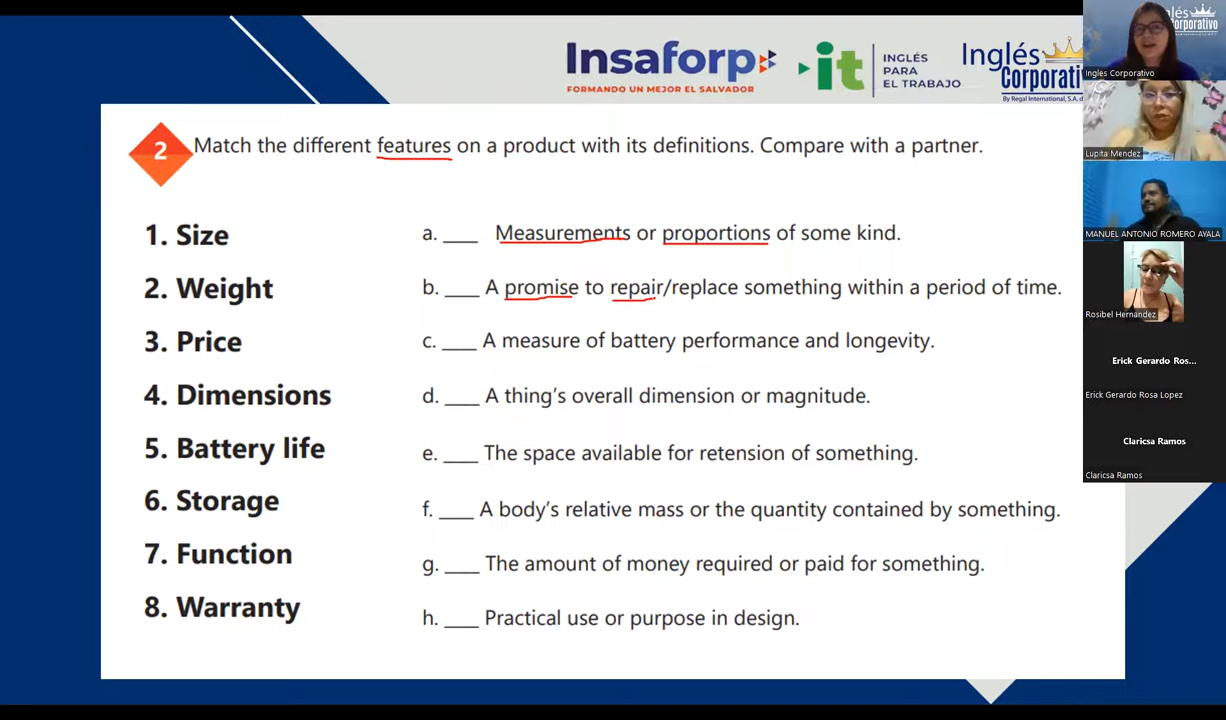 Insaforp
FORMANDO UN MEJOR EL SALVADOR
it
INGLÉS
PARA
EL TRABAJO
Inglés
Corporati
By Regal International, S.A. d
2
Match the different features on a product with its definitions. Compare with a partner.
1. Size
a. ____ Measurements or proportions of some kind.
2. Weight
b. ____ A promise to repair/replace something within a period of time.
3. Price
c. ____ A measure of battery performance and longevity.
4. Dimensions
d. ____ A thing's overall dimension or magnitude.
5. Battery life
e. ____ The space available for retension of something.
6. Storage
f. ____ A body's relative mass or the quantity contained by something.
7. Function
g. ____ The amount of money required or paid for something.
8. Warranty
h. ____ Practical use or purpose in design.
glés
Corporativo
Ingles Corporativo
Lupita Mendez
MANUEL ANTONIO ROMERO AYALA
Rosibel Hernandez
Erick Gerardo Ros...
Erick Gerardo Rosa Lopez
Claricsa Ramos
Claricsa Ramos